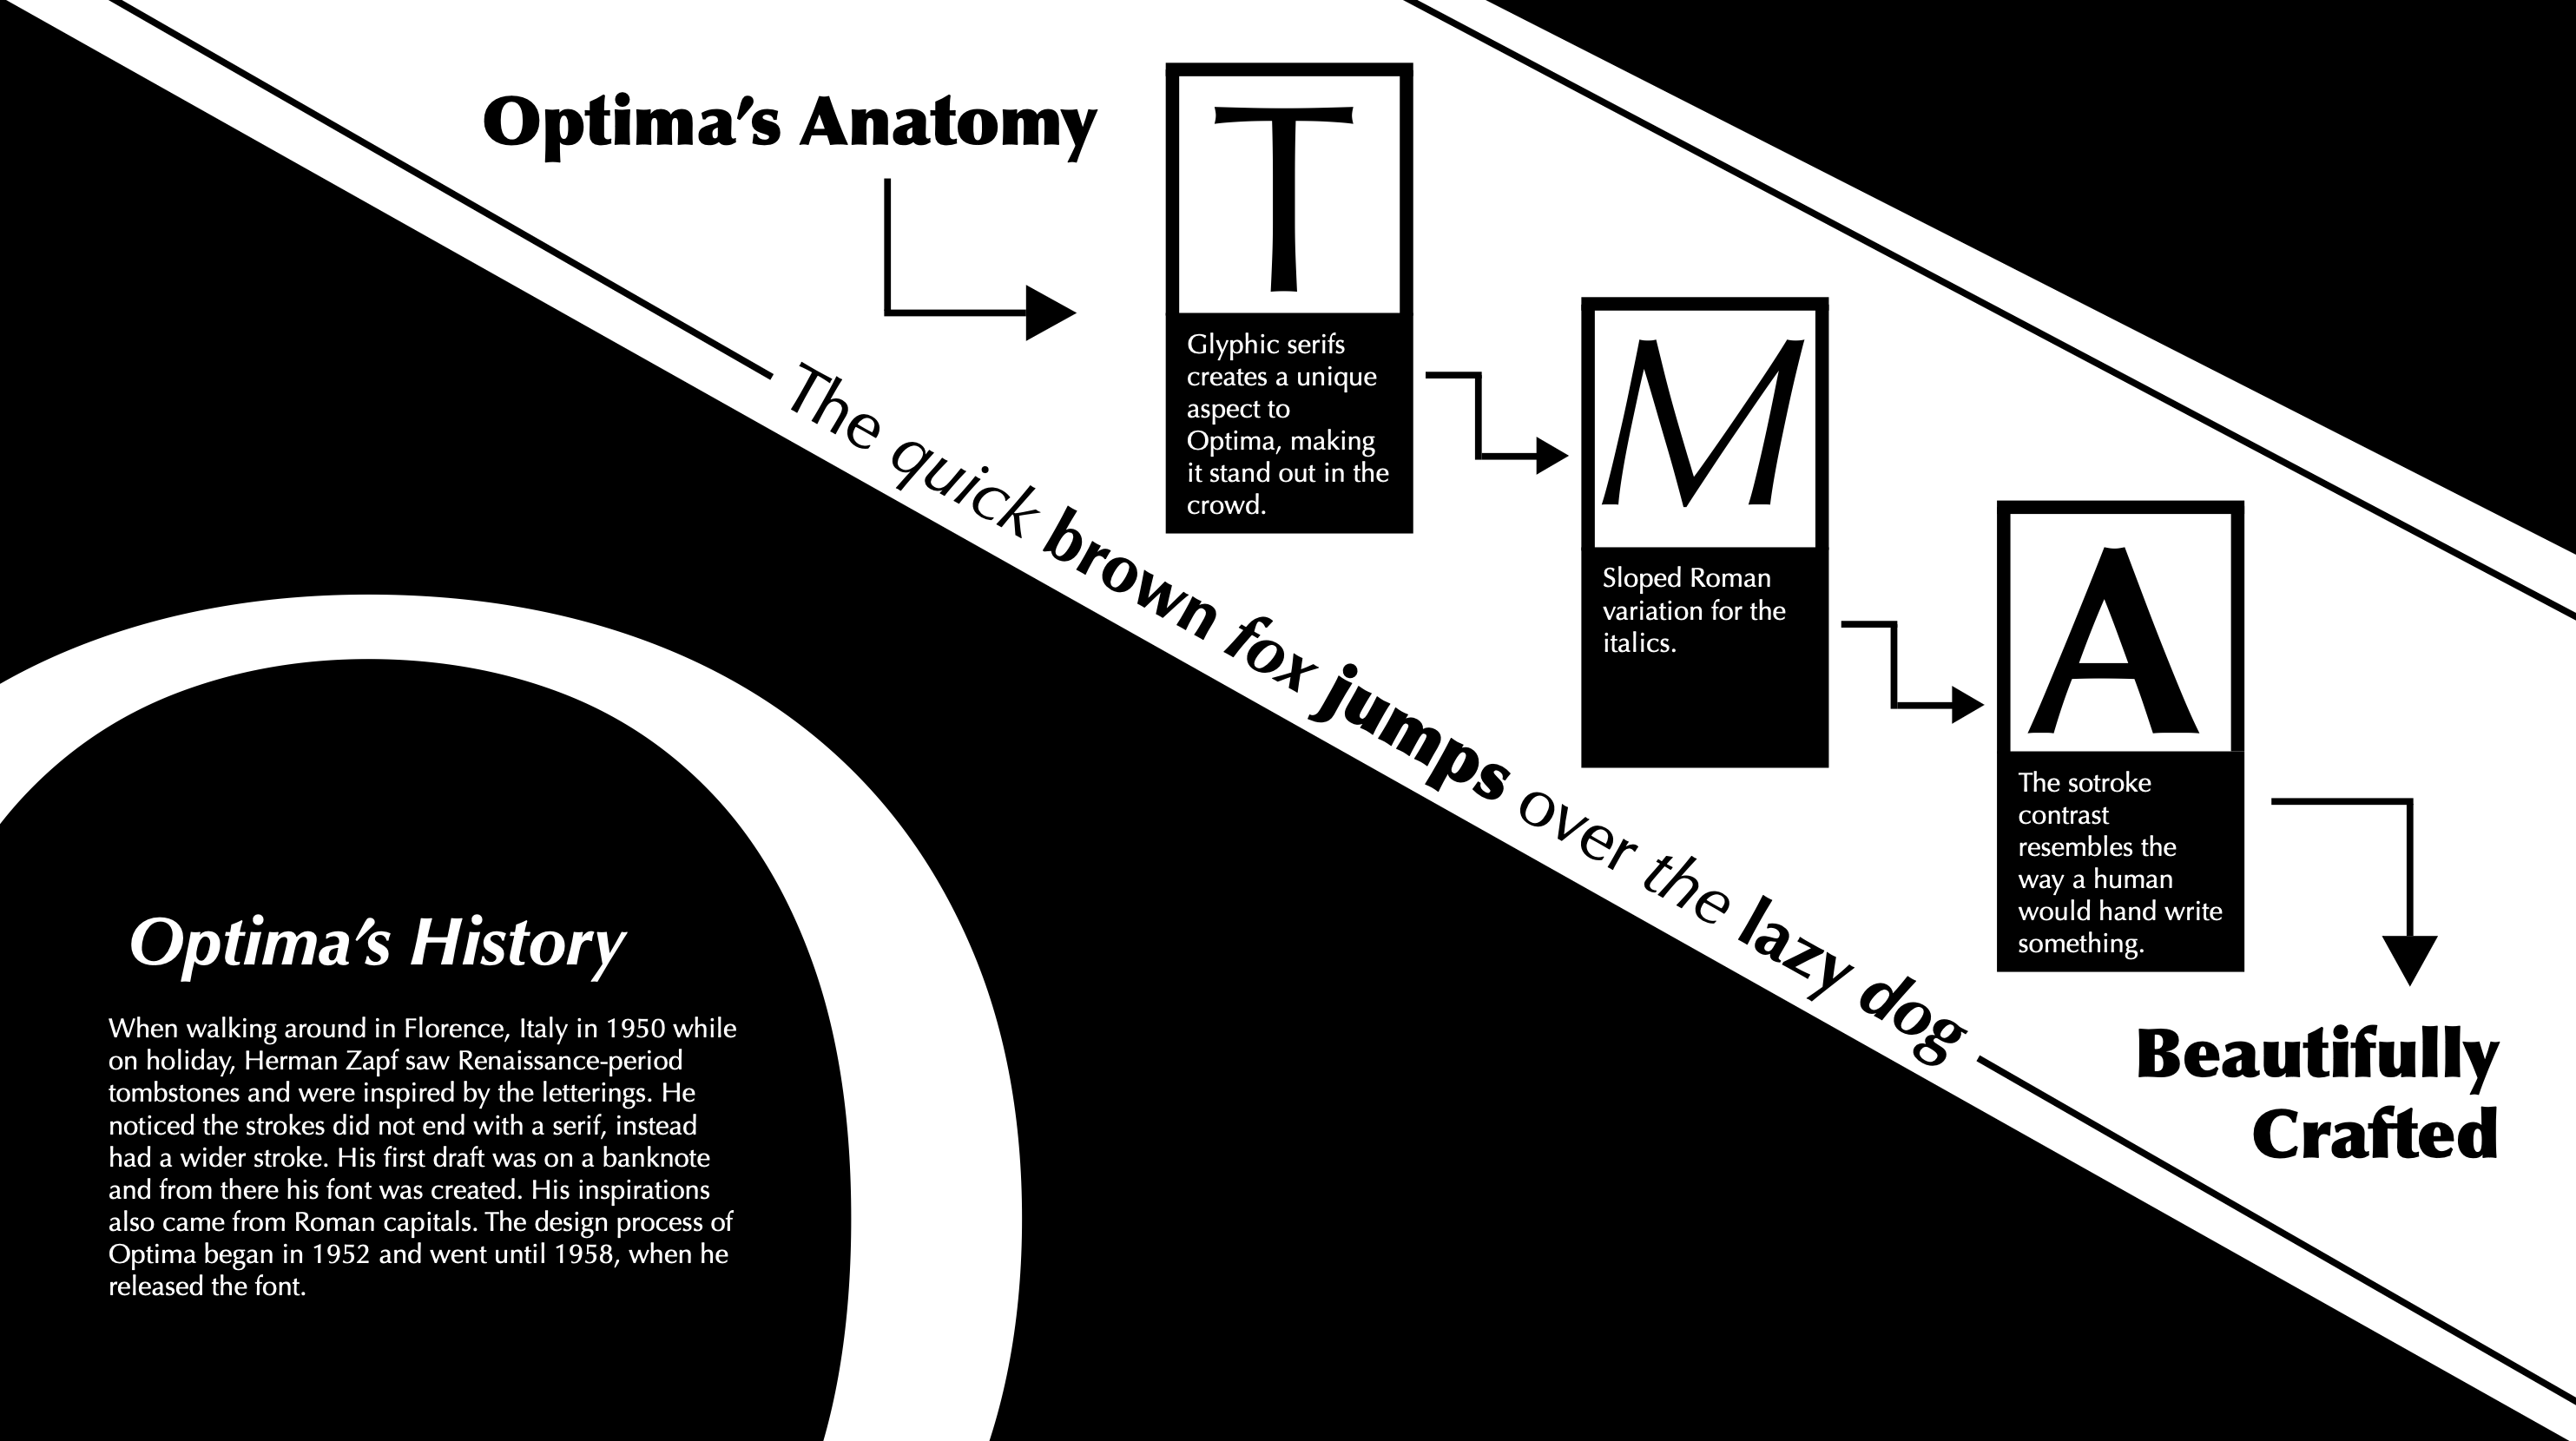 Optima’s Anatomy
T
Glyphic serifs
creates a unique
aspect to
Optima, making
it stand out in the
crowd.
M
Sloped Roman
variation for the
italics.
A
The sotroke
contrast
resembles the
way a human
would hand write
something.
Beautifully
Crafted
The quick brown fox jumps over the lazy dog
Optima’s History
When walking around in Florence, Italy in 1950 while
on holiday, Herman Zapf saw Renaissance-period
tombstones and were inspired by the letterings. He
noticed the strokes did not end with a serif, instead
had a wider stroke. His first draft was on a banknote
and from there his font was created. His inspirations
also came from Roman capitals. The design process of
Optima began in 1952 and went until 1958, when he
released the font.